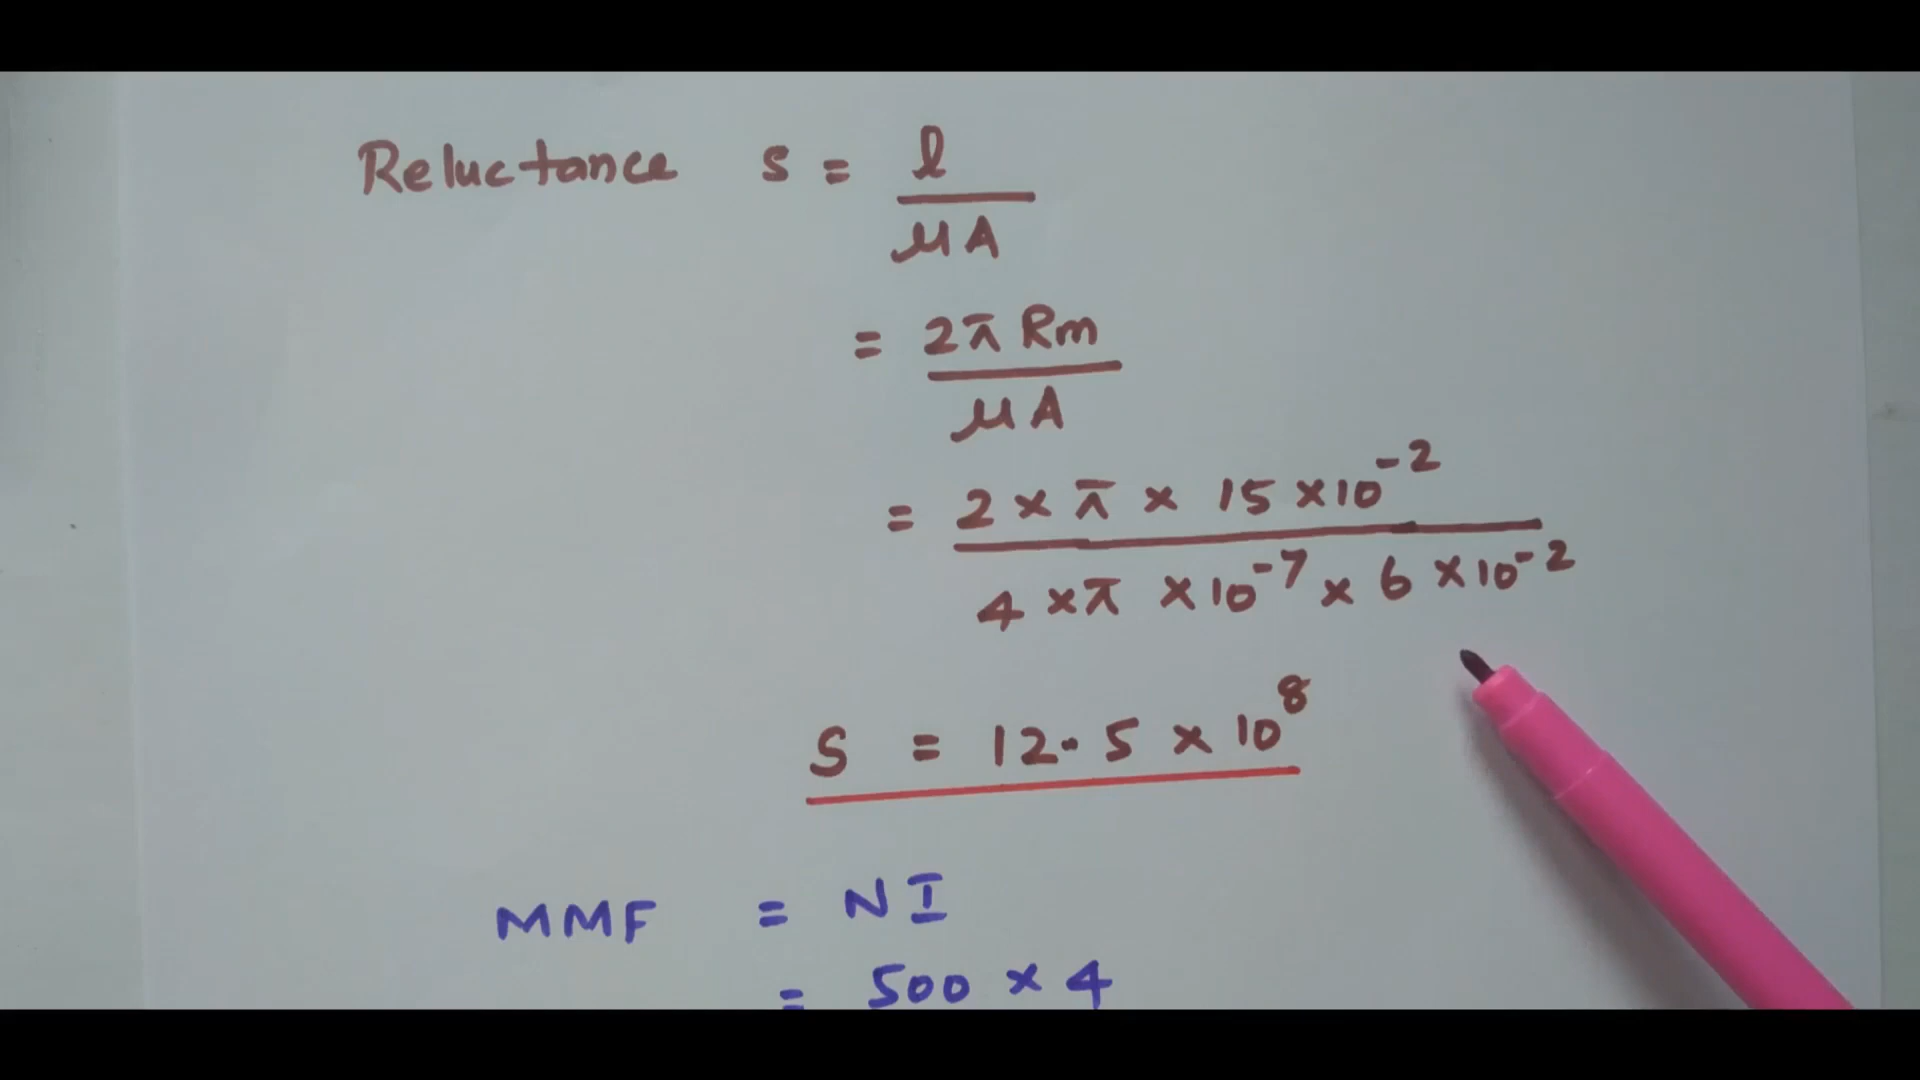 Reluctance S = l / μA
= 2π Rm / μA
= 2 × π × 15 × 10⁻² / 4 × π × 10⁻⁷ × 6 × 10⁻²
S = 12.5 × 10⁸
MMF = NI
= 500 × 4